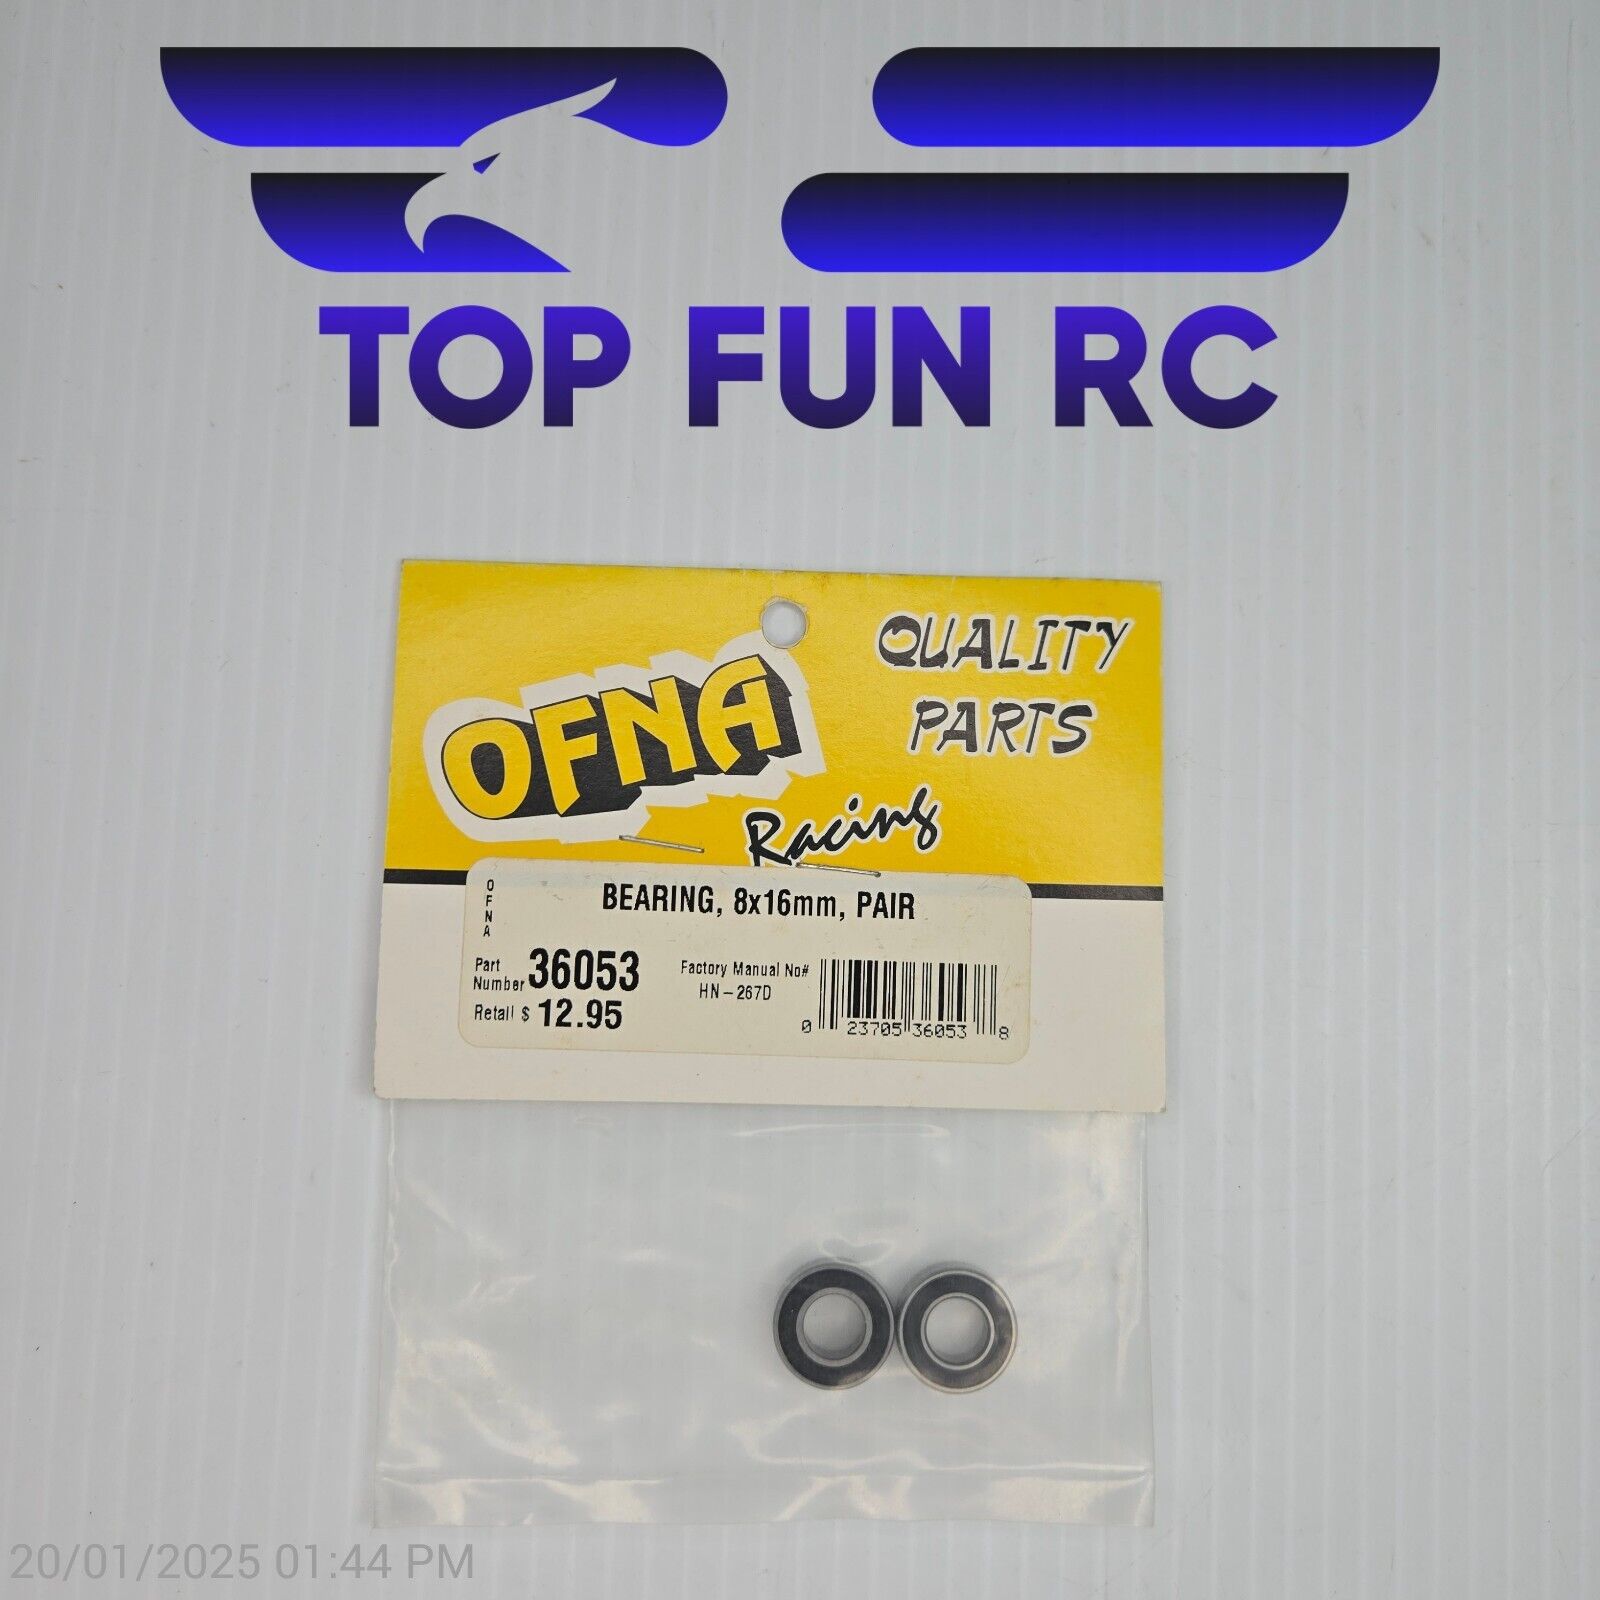 TOP FUN RC
QUALITY
PARTS
OFNA
Racing
OFNA
BEARING, 8x16mm, PAIR
Part
Number 36053
Factory Manual No#
HN-267D
Retail $ 12.95
0 23705 36053 8
20/01/2025 01:44 PM